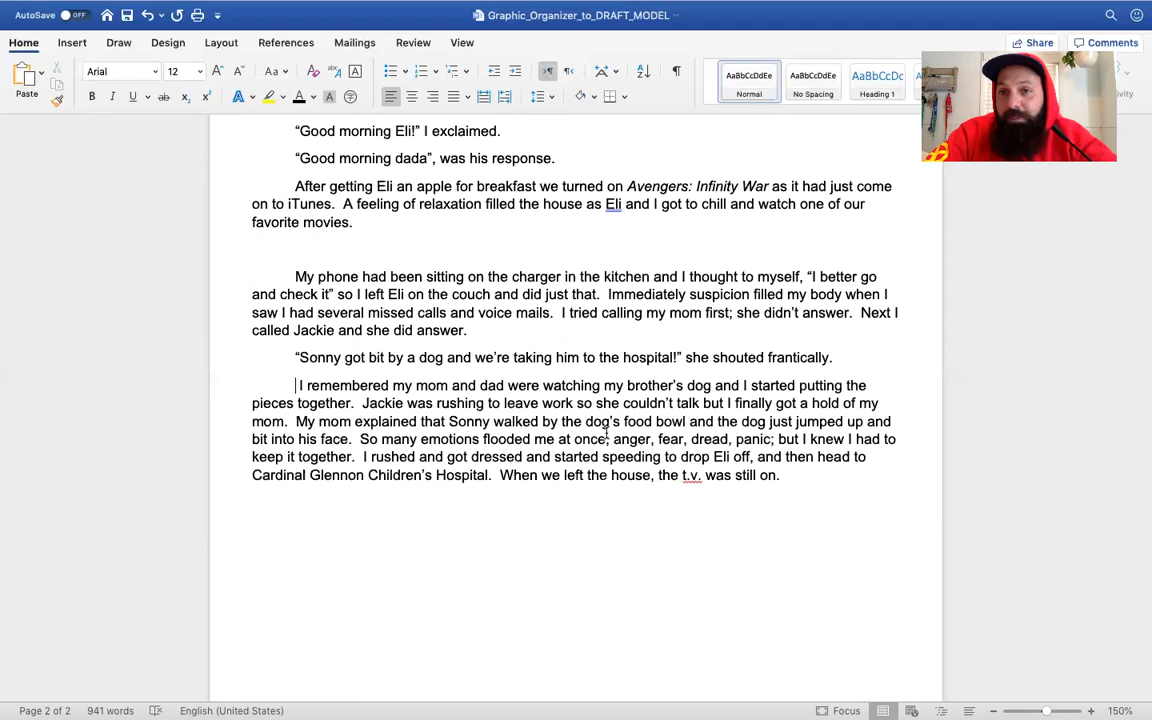 AutoSave OFF Graphic_Organizer_to_DRAFT_MODEL
Home Insert Draw Design Layout References Mailings Review View Share Comments
Paste Arial 12 Aa AaBbCcDdEe Normal AaBbCcDdEe No Spacing AaBbCcDc Heading 1
“Good morning Eli!” I exclaimed.
“Good morning dada”, was his response.
After getting Eli an apple for breakfast we turned on Avengers: Infinity War as it had just come
on to iTunes.  A feeling of relaxation filled the house as Eli and I got to chill and watch one of our
favorite movies.
My phone had been sitting on the charger in the kitchen and I thought to myself, “I better go
and check it” so I left Eli on the couch and did just that.  Immediately suspicion filled my body when I
saw I had several missed calls and voice mails.  I tried calling my mom first; she didn’t answer.  Next I
called Jackie and she did answer.
“Sonny got bit by a dog and we’re taking him to the hospital!” she shouted frantically.
I remembered my mom and dad were watching my brother’s dog and I started putting the
pieces together.  Jackie was rushing to leave work so she couldn’t talk but I finally got a hold of my
mom.  My mom explained that Sonny walked by the dog’s food bowl and the dog just jumped up and
bit into his face.  So many emotions flooded me at once; anger, fear, dread, panic; but I knew I had to
keep it together.  I rushed and got dressed and started speeding to drop Eli off, and then head to
Cardinal Glennon Children’s Hospital.  When we left the house, the t.v. was still on.
Page 2 of 2 941 words English (United States) Focus 150%